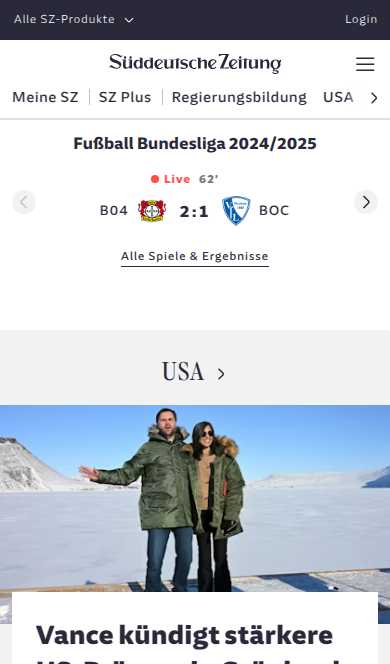 Alle SZ-Produkte Login
Süddeutsche Zeitung
Meine SZ SZ Plus Regierungsbildung USA
Fußball Bundesliga 2024/2025
Live 62'
B04 2:1 BOC
Alle Spiele & Ergebnisse
USA
Vance kündigt stärkere